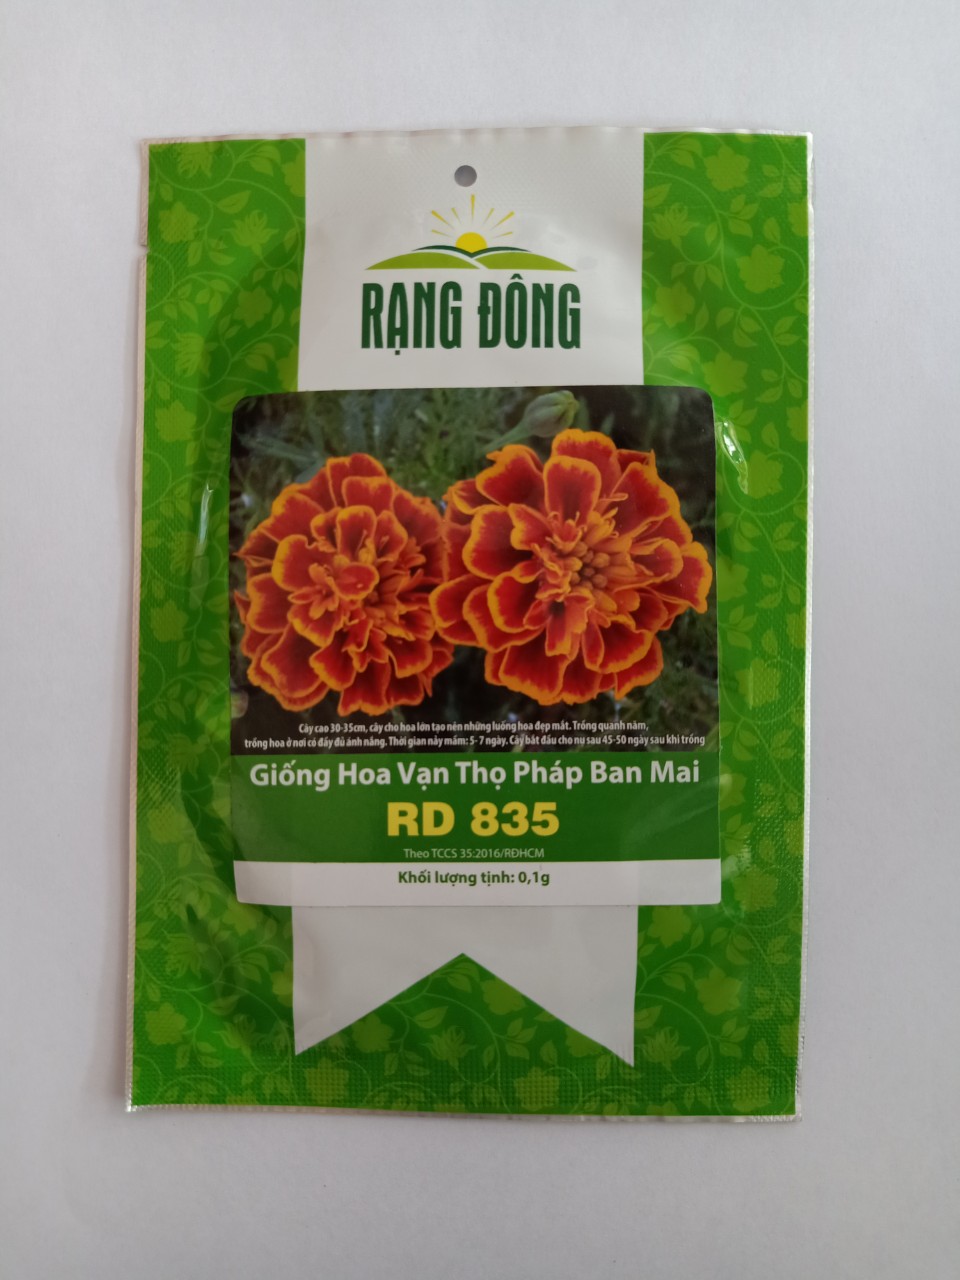 RẠNG ĐÔNG
Cây cao 30-35cm, cây cho hoa lớn tạo nên những luống hoa đẹp mắt. Trồng quanh năm,
trồng hoa ở nơi có đầy đủ ánh nắng. Thời gian nảy mầm: 5-7 ngày. Cây bắt đầu cho nụ sau 45-50 ngày sau khi trồng
Giống Hoa Vạn Thọ Pháp Ban Mai
RD 835
Theo TCCS 35:2016/RĐHCM
Khối lượng tịnh: 0,1g